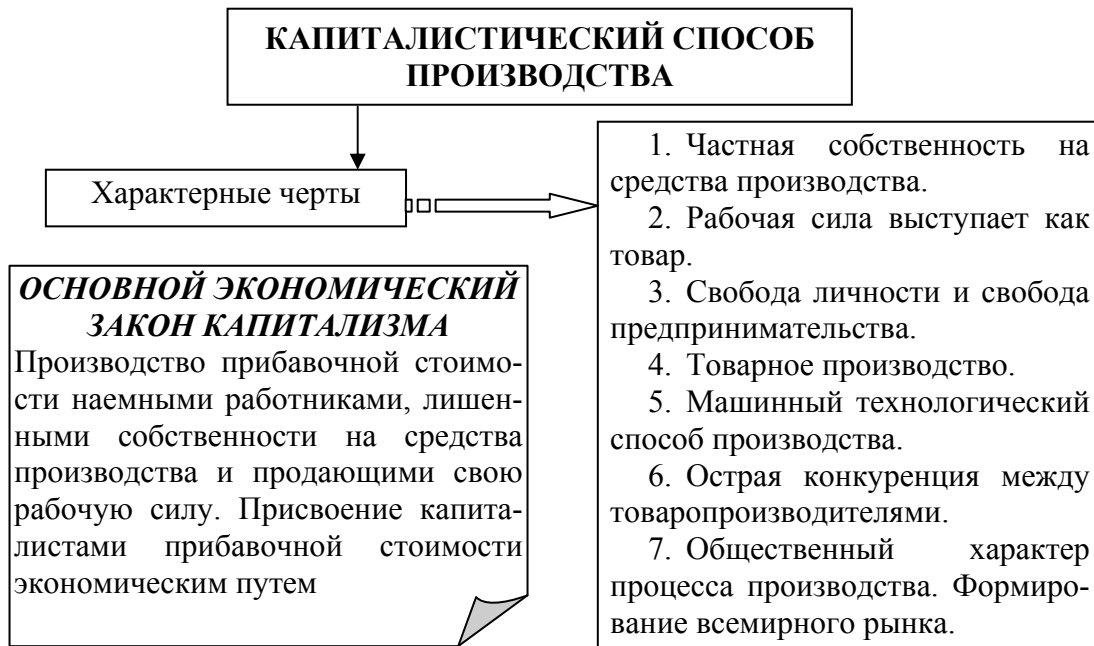 КАПИТАЛИСТИЧЕСКИЙ СПОСОБ
ПРОИЗВОДСТВА
Характерные черты
1. Частная собственность на
средства производства.
2. Рабочая сила выступает как
товар.
3. Свобода личности и свобода
предпринимательства.
4. Товарное производство.
5. Машинный технологический
способ производства.
6. Острая конкуренция между
товаропроизводителями.
7. Общественный характер
процесса производства. Формиро-
вание всемирного рынка.
ОСНОВНОЙ ЭКОНОМИЧЕСКИЙ
ЗАКОН КАПИТАЛИЗМА
Производство прибавочной стоимо-
сти наемными работниками, лишен-
ными собственности на средства
производства и продающими свою
рабочую силу. Присвоение капита-
листами прибавочной стоимости
экономическим путем